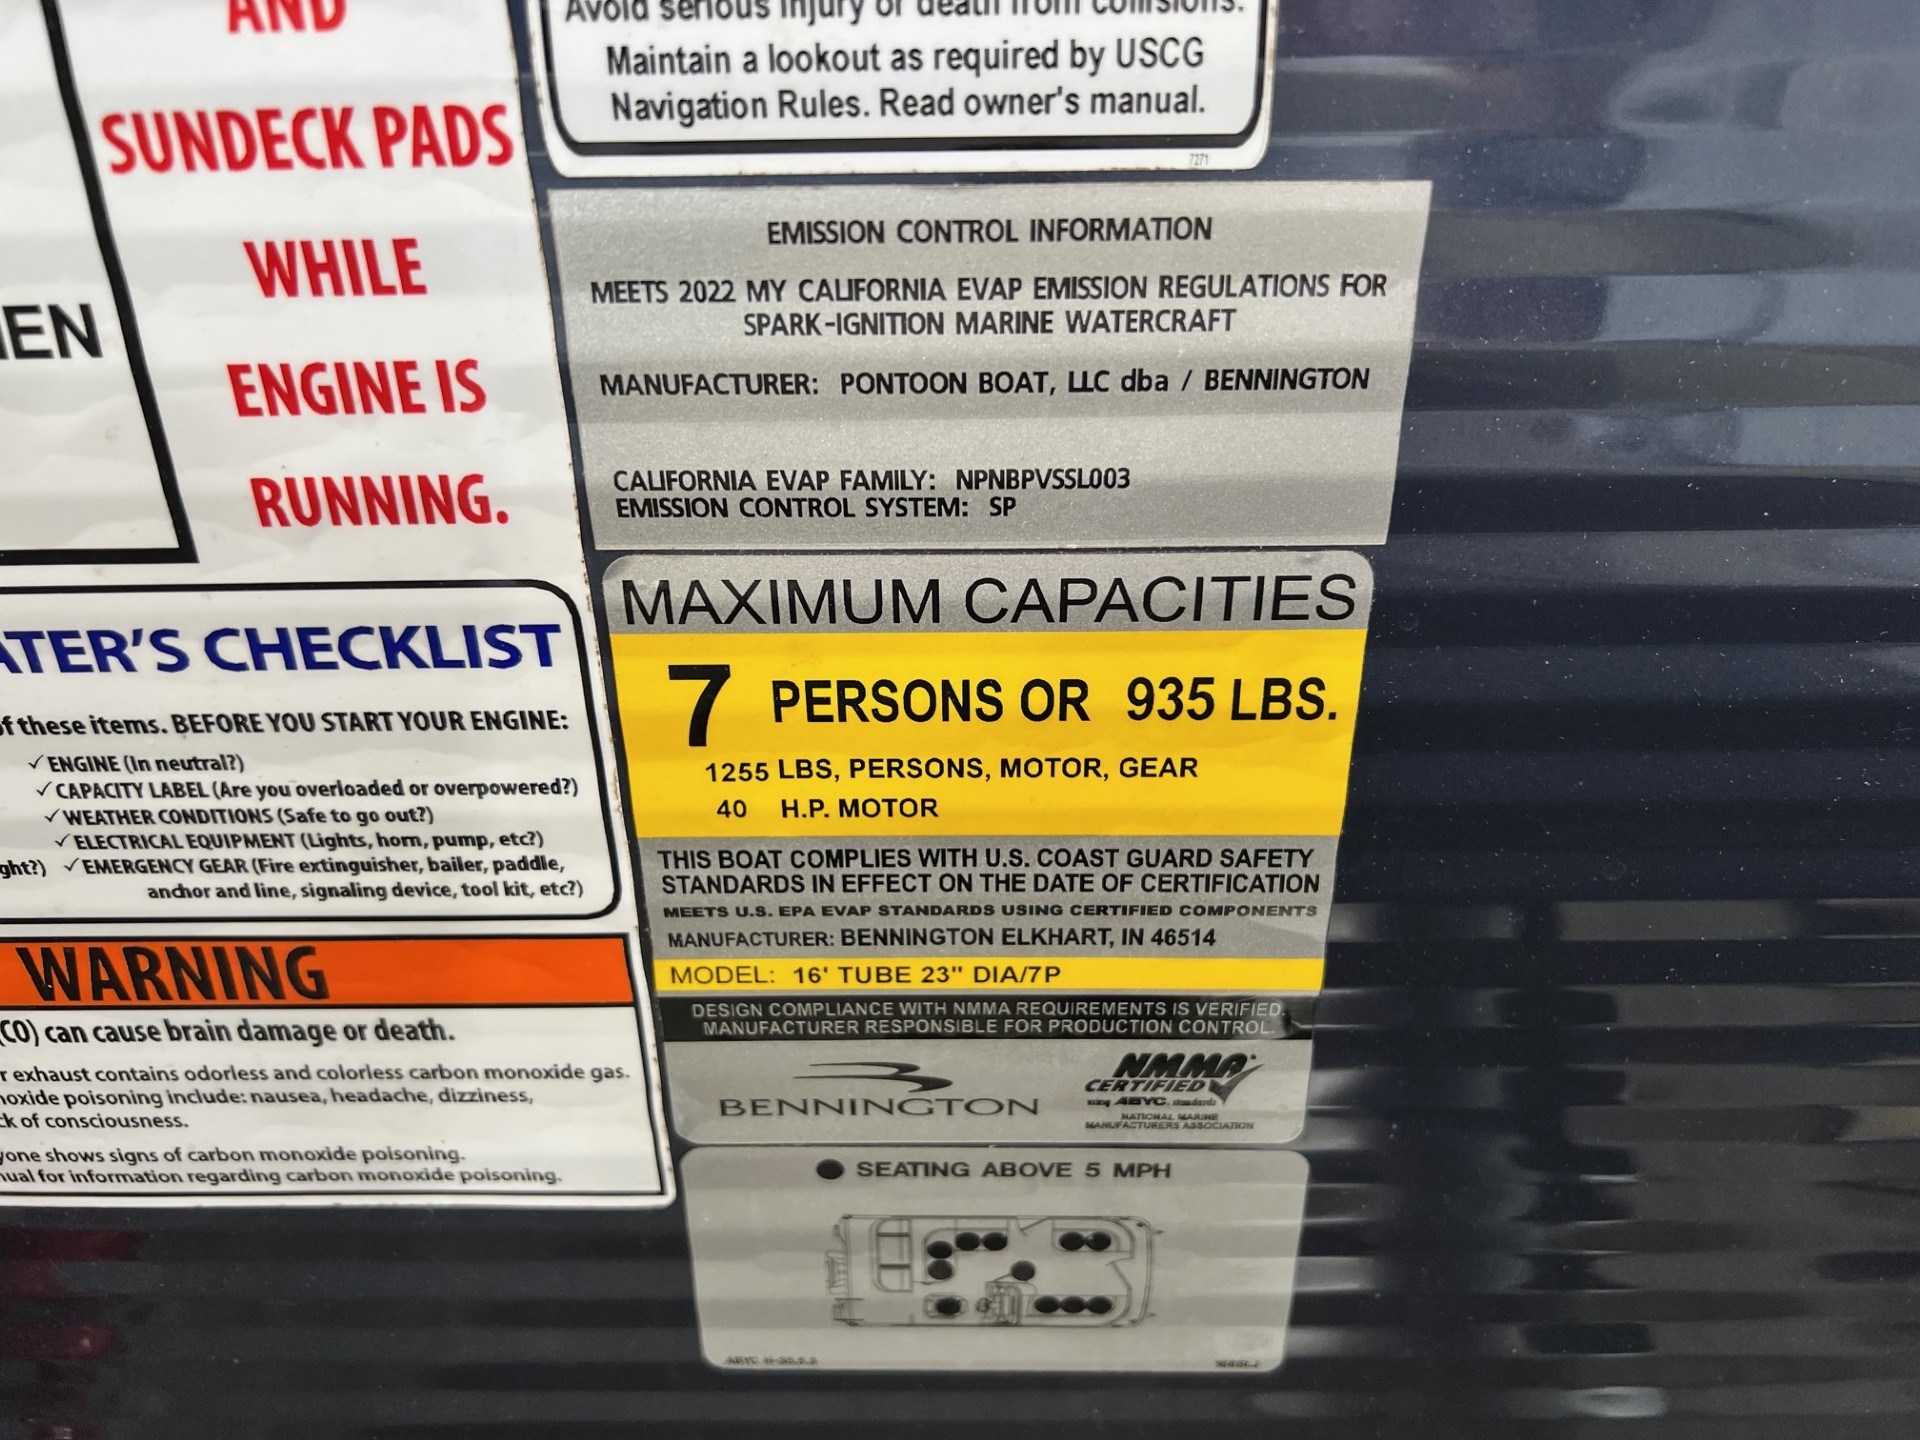 AND
SUNDECK PADS
WHILE
ENGINE IS
RUNNING.
EN
ATER'S CHECKLIST
of these items. BEFORE YOU START YOUR ENGINE:
✓ ENGINE (In neutral?)
✓ CAPACITY LABEL (Are you overloaded or overpowered?)
✓ WEATHER CONDITIONS (Safe to go out?)
✓ ELECTRICAL EQUIPMENT (Lights, horn, pump, etc?)
ght?) ✓ EMERGENCY GEAR (Fire extinguisher, bailer, paddle,
anchor and line, signaling device, tool kit, etc?)
WARNING
(CO) can cause brain damage or death.
r exhaust contains odorless and colorless carbon monoxide gas.
noxide poisoning include: nausea, headache, dizziness,
ck of consciousness.
yone shows signs of carbon monoxide poisoning.
nual for information regarding carbon monoxide poisoning.
Avoid serious injury or death from collisions.
Maintain a lookout as required by USCG
Navigation Rules. Read owner's manual.
7271
EMISSION CONTROL INFORMATION
MEETS 2022 MY CALIFORNIA EVAP EMISSION REGULATIONS FOR
SPARK-IGNITION MARINE WATERCRAFT
MANUFACTURER: PONTOON BOAT, LLC dba / BENNINGTON
CALIFORNIA EVAP FAMILY: NPNBPVSSL003
EMISSION CONTROL SYSTEM: SP
MAXIMUM CAPACITIES
7 PERSONS OR 935 LBS.
1255 LBS, PERSONS, MOTOR, GEAR
40 H.P. MOTOR
THIS BOAT COMPLIES WITH U.S. COAST GUARD SAFETY
STANDARDS IN EFFECT ON THE DATE OF CERTIFICATION
MEETS U.S. EPA EVAP STANDARDS USING CERTIFIED COMPONENTS
MANUFACTURER: BENNINGTON ELKHART, IN 46514
MODEL: 16' TUBE 23" DIA/7P
DESIGN COMPLIANCE WITH NMMA REQUIREMENTS IS VERIFIED.
MANUFACTURER RESPONSIBLE FOR PRODUCTION CONTROL.
BENNINGTON
NMMA
CERTIFIED
using ABYC. standards
NATIONAL MARINE
MANUFACTURERS ASSOCIATION
SEATING ABOVE 5 MPH